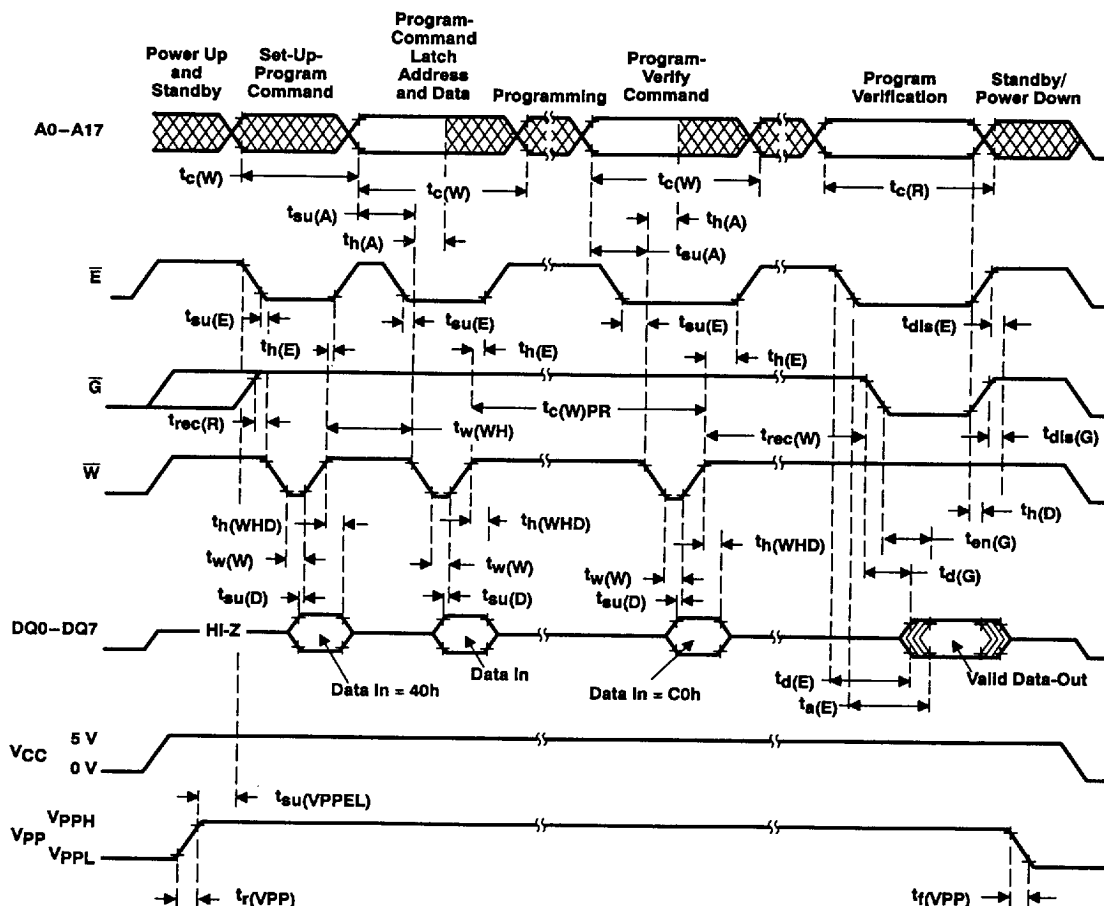 Power Up
and
Standby
Set-Up-
Program
Command
Program-
Command
Latch
Address
and Data
Programming
Program-
Verify
Command
Program
Verification
Standby/
Power Down
A0–A17
tc(W)
tc(W)
tc(W)
tc(R)
tsu(A)
th(A)
th(A)
tsu(A)
E
tsu(E)
tsu(E)
tsu(E)
tdis(E)
th(E)
th(E)
th(E)
G
tc(W)PR
trec(R)
tw(WH)
trec(W)
tdis(G)
W
th(WHD)
th(WHD)
th(WHD)
th(D)
ten(G)
tw(W)
tw(W)
tw(W)
td(G)
tsu(D)
tsu(D)
tsu(D)
DQ0–DQ7
HI-Z
Data In = 40h
Data In
Data In = C0h
Valid Data-Out
td(E)
ta(E)
VCC
5 V
0 V
tsu(VPPEL)
VPP
VPPH
VPPL
tr(VPP)
tf(VPP)